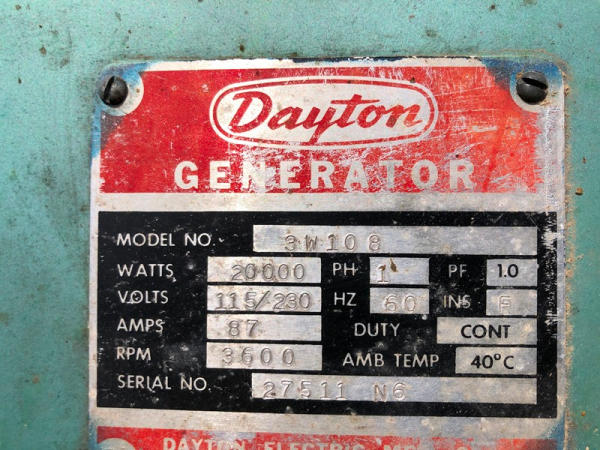 Dayton
GENERATOR
MODEL NO. 3W108
WATTS 20000 PH 1 PF 1.0
VOLTS 115/230 HZ 60 INS F
AMPS 87 DUTY CONT
RPM 3600 AMB TEMP 40°C
SERIAL NO. 27511 N6
DAYTON ELECTRIC